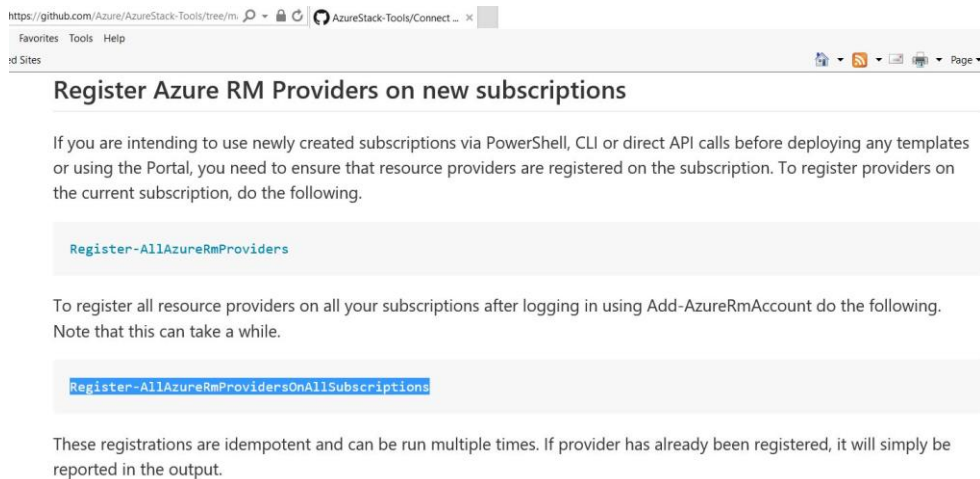 https://github.com/Azure/AzureStack-Tools/tree/m
AzureStack-Tools/Connect ...
Favorites Tools Help
ed Sites
Page
Register Azure RM Providers on new subscriptions
If you are intending to use newly created subscriptions via PowerShell, CLI or direct API calls before deploying any templates
or using the Portal, you need to ensure that resource providers are registered on the subscription. To register providers on
the current subscription, do the following.
Register-AllAzureRmProviders
To register all resource providers on all your subscriptions after logging in using Add-AzureRmAccount do the following.
Note that this can take a while.
Register-AllAzureRmProvidersOnAllSubscriptions
These registrations are idempotent and can be run multiple times. If provider has already been registered, it will simply be
reported in the output.